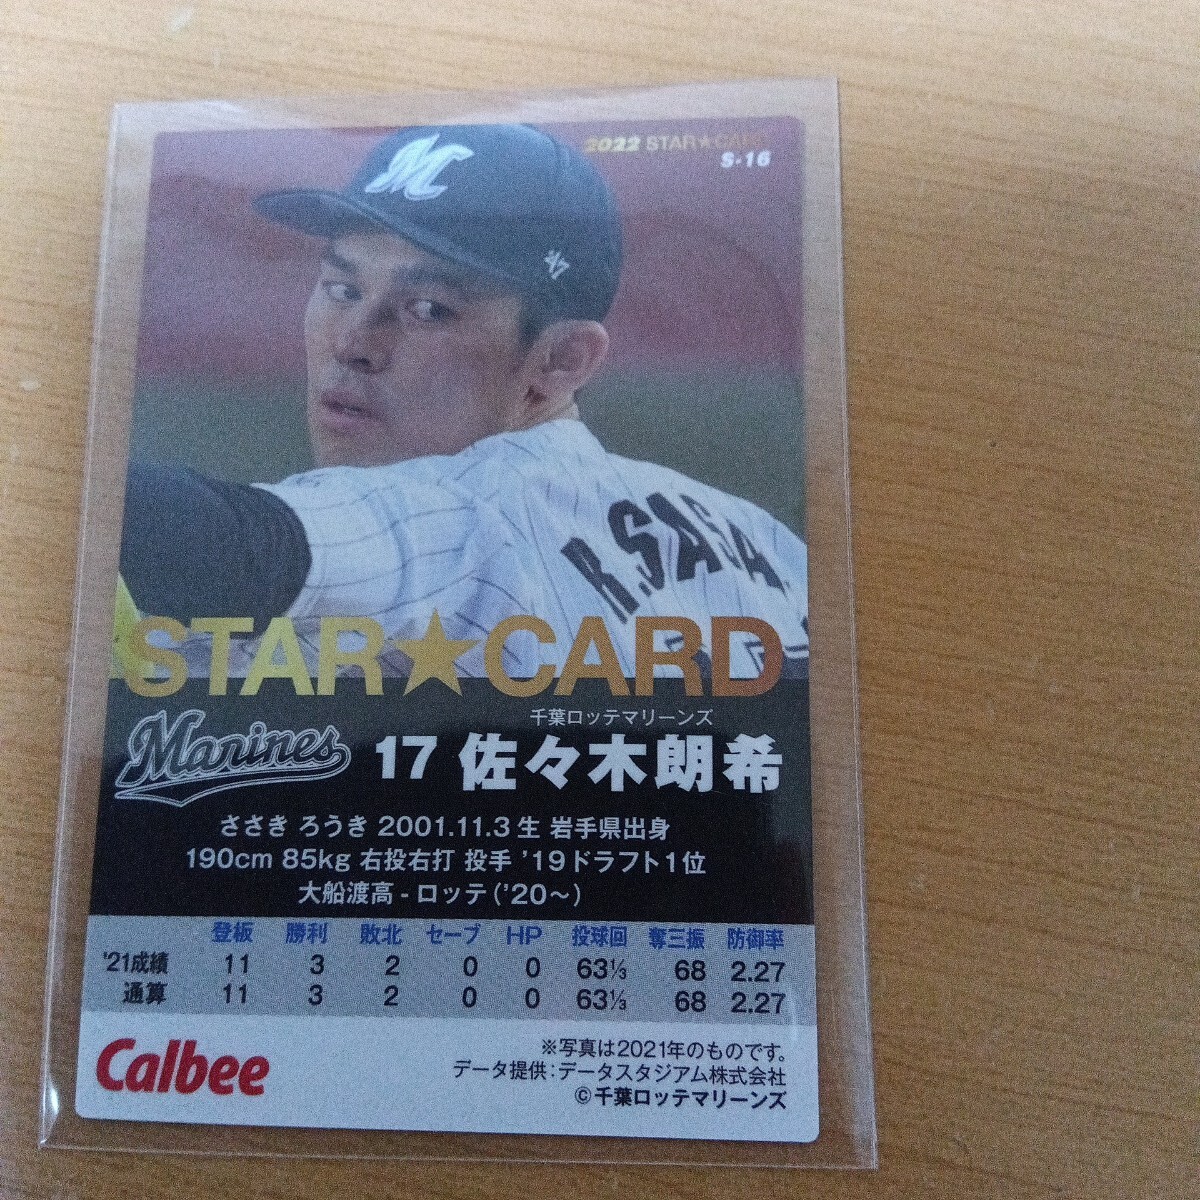 2022 STAR★CARD
S-16
M
47
R.SASA
STAR★CARD
千葉ロッテマリーンズ
Marines 17 佐々木朗希
ささき ろうき 2001.11.3生 岩手県出身
190cm 85kg 右投右打 投手 '19ドラフト1位
大船渡高 - ロッテ('20～)
登板 勝利 敗北 セーブ HP 投球回 奪三振 防御率
'21成績 11 3 2 0 0 63⅓ 68 2.27
通算 11 3 2 0 0 63⅓ 68 2.27
Calbee
※写真は2021年のものです。
データ提供:データスタジアム株式会社
©千葉ロッテマリーンズ